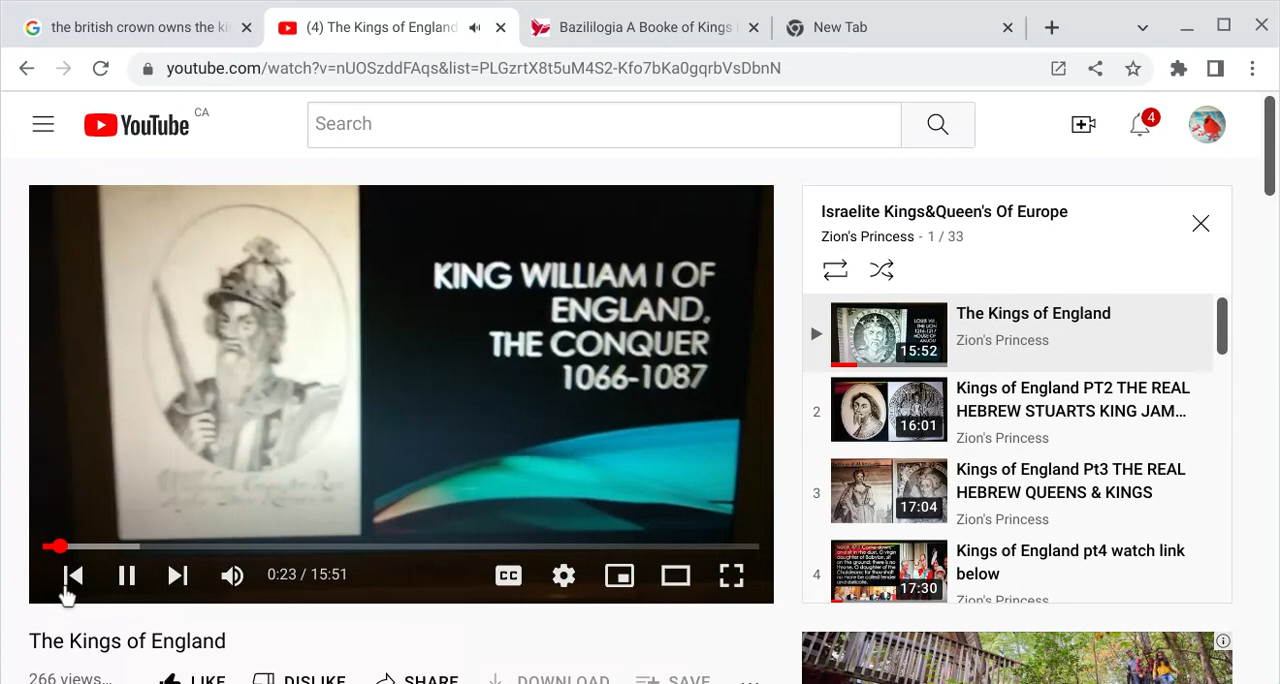 the british crown owns the ki
(4) The Kings of England
Bazililogia A Booke of Kings
New Tab
youtube.com/watch?v=nUOSzddFAqs&list=PLGzrtX8t5uM4S2-Kfo7bKa0gqrbVsDbnN
YouTube CA
Search
4
KING WILLIAM I OF
ENGLAND,
THE CONQUER
1066-1087
CC
0:23 / 15:51
The Kings of England
266 views...
LIKE
DISLIKE
SHARE
DOWNLOAD
SAVE
Israelite Kings&Queen's Of Europe
Zion's Princess - 1 / 33
15:52
The Kings of England
Zion's Princess
2
16:01
Kings of England PT2 THE REAL
HEBREW STUARTS KING JAM...
Zion's Princess
3
17:04
Kings of England Pt3 THE REAL
HEBREW QUEENS & KINGS
Zion's Princess
4
17:30
Kings of England pt4 watch link
below
Zion's Princess